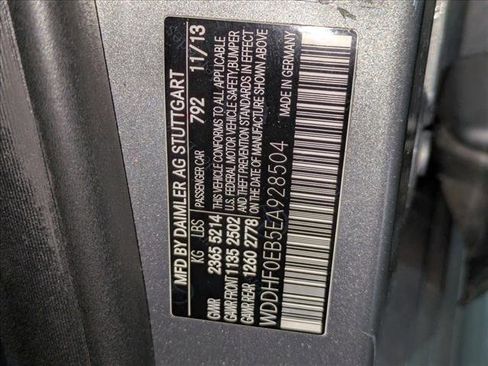 MFD BY DAIMLER AG STUTTGART
PASSENGER CAR 792 11/13
KG LBS
GVWR 2365 5214
GAWR FRONT 1135 2502
GAWR REAR 1260 2778
THIS VEHICLE CONFORMS TO ALL APPLICABLE
U.S. FEDERAL MOTOR VEHICLE SAFETY, BUMPER
AND THEFT PREVENTION STANDARDS IN EFFECT
ON THE DATE OF MANUFACTURE SHOWN ABOVE
WDDHF0EB5EA928504
MADE IN GERMANY